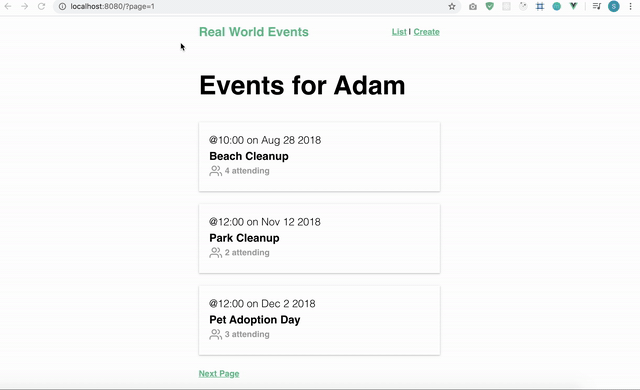 localhost:8080/?page=1
S
Real World Events
List | Create
Events for Adam
@10:00 on Aug 28 2018
Beach Cleanup
4 attending
@12:00 on Nov 12 2018
Park Cleanup
2 attending
@12:00 on Dec 2 2018
Pet Adoption Day
3 attending
Next Page